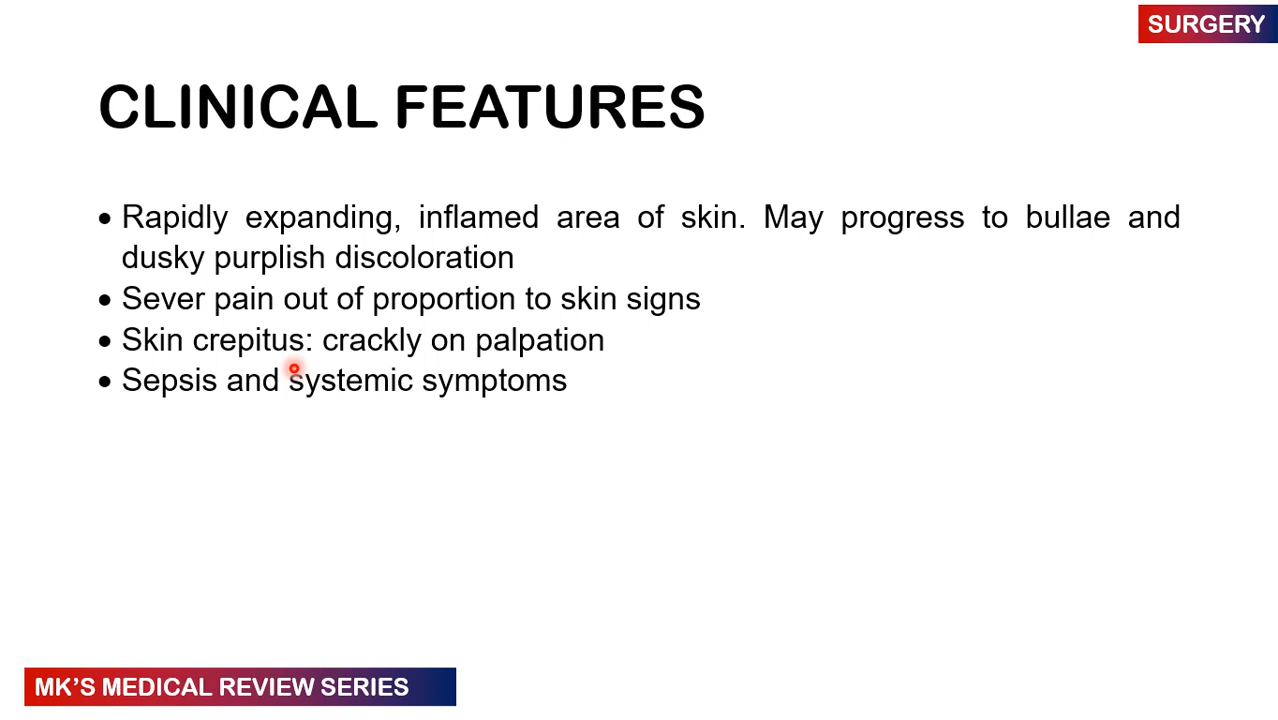 SURGERY
CLINICAL FEATURES
• Rapidly expanding, inflamed area of skin. May progress to bullae and
dusky purplish discoloration
• Sever pain out of proportion to skin signs
• Skin crepitus: crackly on palpation
• Sepsis and systemic symptoms
MK'S MEDICAL REVIEW SERIES